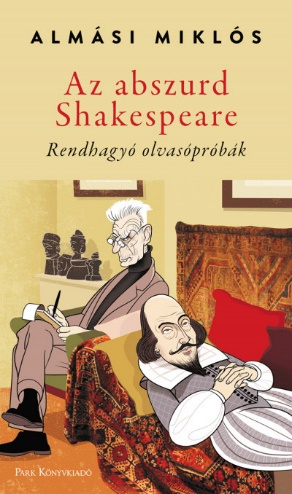 ALMÁSI MIKLÓS
Az abszurd
Shakespeare
Rendhagyó olvasópróbák
PARK KÖNYVKIADÓ